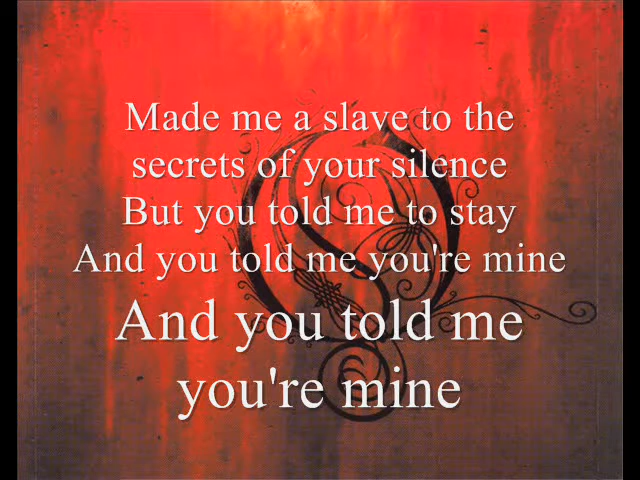 Made me a slave to the
secrets of your silence
But you told me to stay
And you told me you're mine
And you told me
you're mine